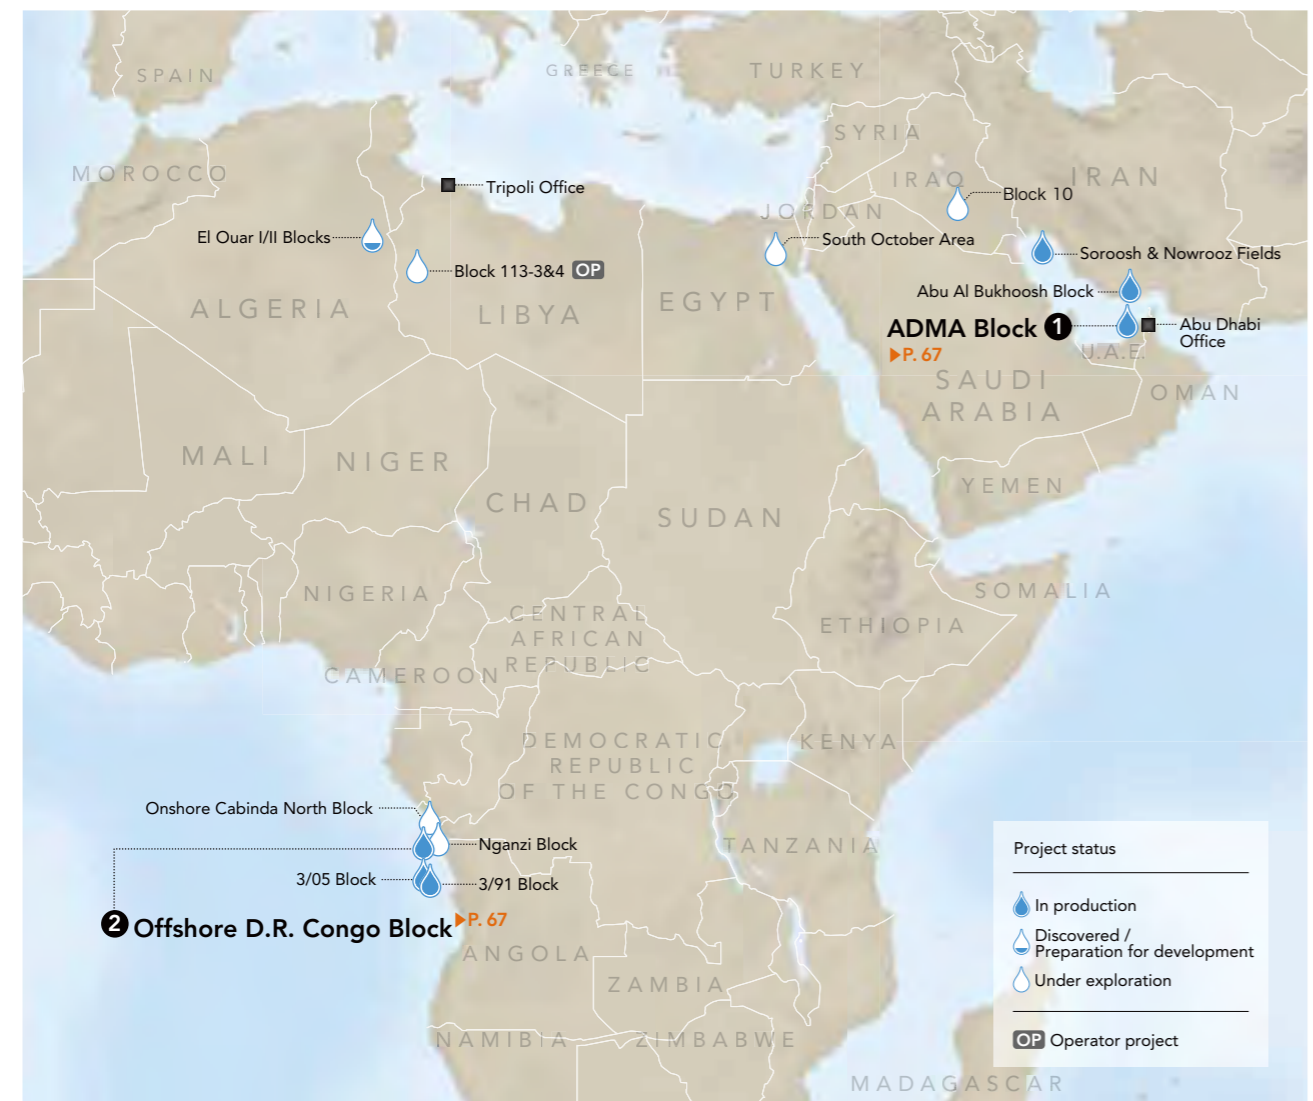 SPAIN
GREECE
TURKEY
SYRIA
MOROCCO
IRAQ
IRAN
Tripoli Office
Block 10
JORDAN
El Ouar I/II Blocks
South October Area
Soroosh & Nowrooz Fields
Block 113-3&4 OP
Abu Al Bukhoosh Block
ALGERIA
LIBYA
EGYPT
ADMA Block 1
Abu Dhabi
Office
P. 67
U.A.E.
SAUDI
ARABIA
OMAN
MALI
NIGER
CHAD
SUDAN
YEMEN
NIGERIA
SOMALIA
CENTRAL
AFRICAN
REPUBLIC
ETHIOPIA
CAMEROON
DEMOCRATIC
REPUBLIC
OF THE CONGO
KENYA
Onshore Cabinda North Block
Nganzi Block
TANZANIA
3/05 Block
3/91 Block
2 Offshore D.R. Congo Block P. 67
ANGOLA
ZAMBIA
NAMIBIA
ZIMBABWE
MADAGASCAR
Project status
In production
Discovered /
Preparation for development
Under exploration
OP Operator project